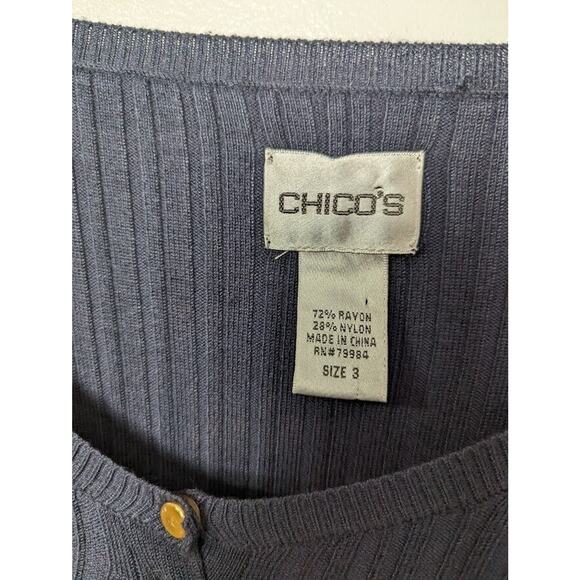 CHICO'S
72% RAYON
28% NYLON
MADE IN CHINA
RN#79984
SIZE 3